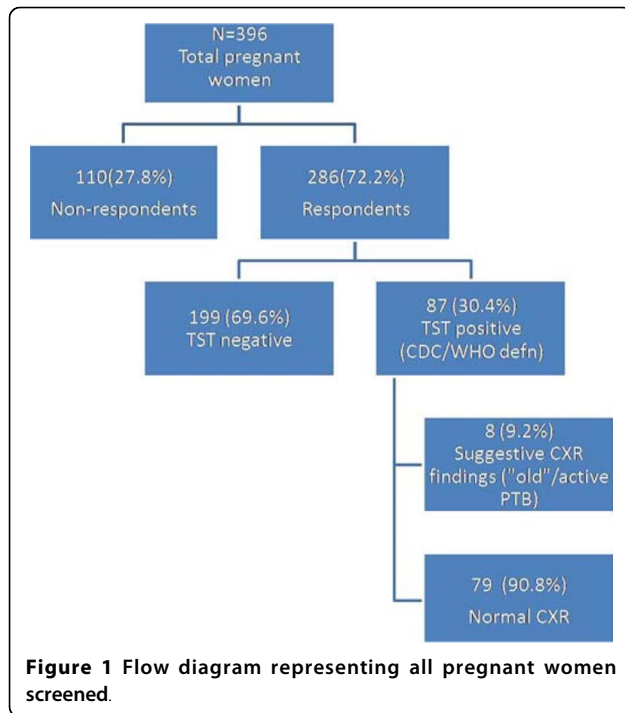 N=396
Total pregnant
women
110(27.8%)
Non-respondents
286(72.2%)
Respondents
199 (69.6%)
TST negative
87 (30.4%)
TST positive
(CDC/WHO defn)
8 (9.2%)
Suggestive CXR
findings ("old"/active
PTB)
79 (90.8%)
Normal CXR
Figure 1 Flow diagram representing all pregnant women
screened.